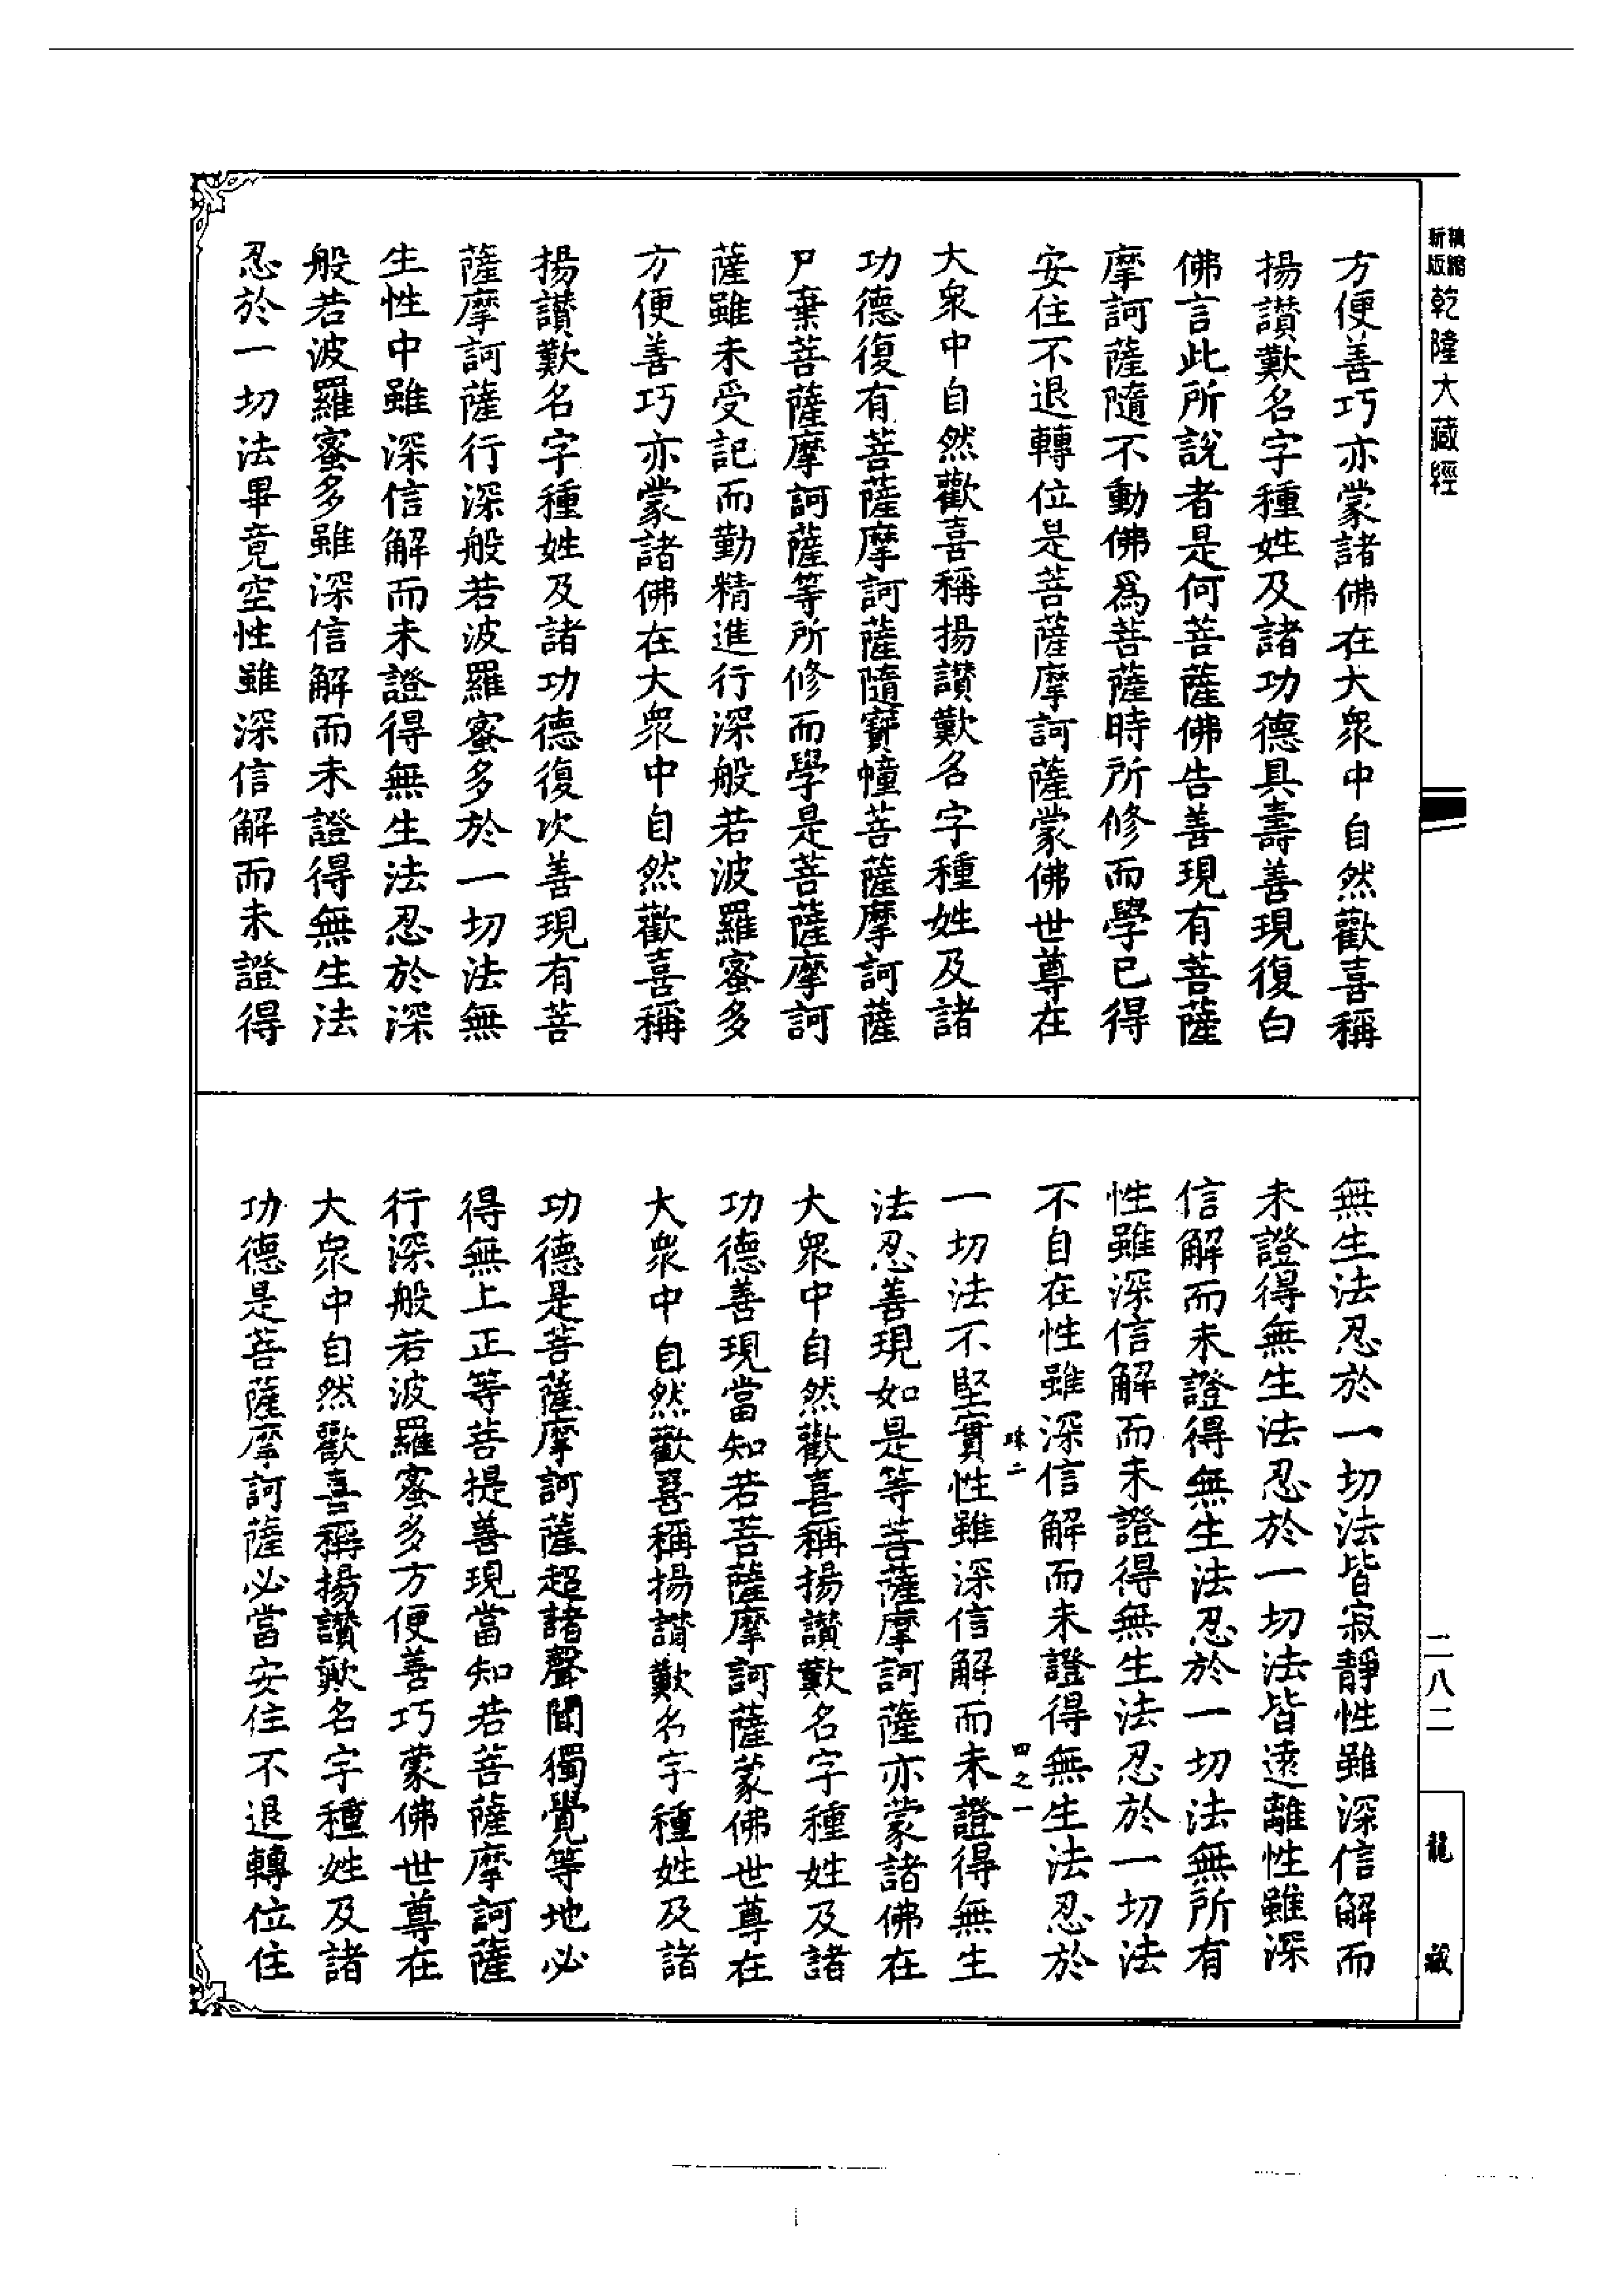 精縮新版乾隆大藏經
方便善巧亦蒙諸佛在大衆中自然歡喜稱
揚讃歎名字種姓及諸功德具壽善現復白
佛言此所說者是何菩薩佛告善現有菩薩
摩訶薩隨不動佛爲菩薩時所修而學已得
安住不退轉位是菩薩摩訶薩蒙佛世尊在
大衆中自然歡喜稱揚讃歎名字種姓及諸
功德復有菩薩摩訶薩隨寶幢菩薩摩訶薩
尸棄菩薩摩訶薩等所修而學是菩薩摩訶
薩雖未受記而勤精進行深般若波羅蜜多
方便善巧亦蒙諸佛在大衆中自然歡喜稱
揚讃歎名字種姓及諸功德復次善現有菩
薩摩訶薩行深般若波羅蜜多於一切法無
生性中雖深信解而未證得無生法忍於深
般若波羅蜜多雖深信解而未證得無生法
忍於一切法畢竟空性雖深信解而未證得
無生法忍於一切法皆寂靜性雖深信解而
未證得無生法忍於一切法皆遠離性雖深
信解而未證得無生法忍於一切法無所有
性雖深信解而未證得無生法忍於一切法
不自在性雖深信解而未證得無生法忍於
珠二 四之一
一切法不堅實性雖深信解而未證得無生
法忍善現如是等菩薩摩訶薩亦蒙諸佛在
大衆中自然歡喜稱揚讃歎名字種姓及諸
功德善現當知若菩薩摩訶薩蒙佛世尊在
大衆中自然歡喜稱揚讃歎名字種姓及諸
功德是菩薩摩訶薩超諸聲聞獨覺等地必
得無上正等菩提善現當知若菩薩摩訶薩
行深般若波羅蜜多方便善巧蒙佛世尊在
大衆中自然歡喜稱揚讃歎名字種姓及諸
功德是菩薩摩訶薩必當安住不退轉位住
二八二
龍藏